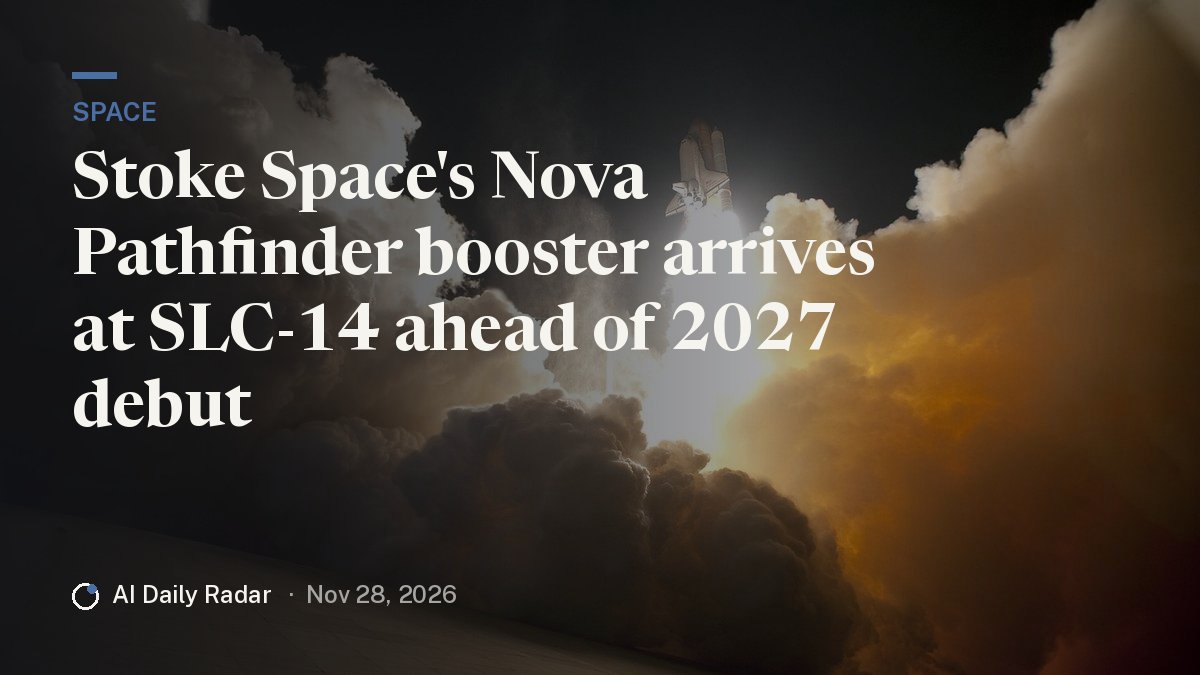 SPACE
Stoke Space's Nova
Pathfinder booster arrives
at SLC-14 ahead of 2027
debut
AI Daily Radar · Nov 28, 2026